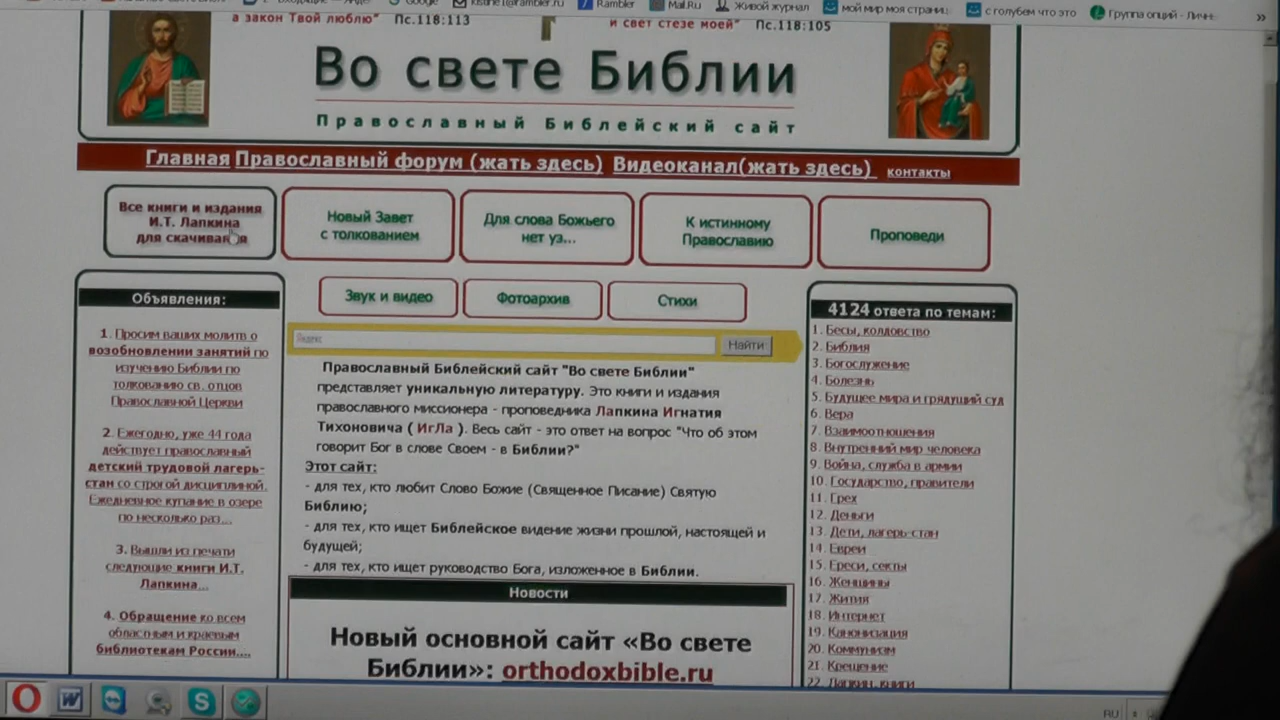 Google
Rambler
Mail.Ru
Живой журнал
мой мир моя страниц
с голубем что это
Группа опций - Личне
»
а закон Твой люблю" Пс.118:113
и свет стезе моей" Пс.118:105
Во свете Библии
Православный Библейский сайт
Главная Православный форум (жать здесь) Видеоканал(жать здесь) контакты
Все книги и издания
И.Т. Лапкина
для скачивания
Новый Завет
с толкованием
Для слова Божьего
нет уз...
К истинному
Православию
Проповеди
Звук и видео
Фотоархив
Стихи
Объявления:
1. Просим ваших молитв о
возобновлении занятий по
изучению Библии по
толкованию св. отцов
Православной Церкви
2. Ежегодно, уже 44 года
действует православный
детский трудовой лагерь-
стан со строгой дисциплиной.
Ежедневное купание в озере
по несколько раз...
3. Вышли из печати
следующие книги И.Т.
Лапкина...
4. Обращение ко всем
областным и краевым
библиотекам России....
Яндекс
Найти
Православный Библейский сайт "Во свете Библии"
представляет уникальную литературу. Это книги и издания
православного миссионера - проповедника Лапкина Игнатия
Тихоновича ( ИгЛа ). Весь сайт - это ответ на вопрос "Что об этом
говорит Бог в слове Своем - в Библии?"
Этот сайт:
- для тех, кто любит Слово Божие (Священное Писание) Святую
Библию;
- для тех, кто ищет Библейское видение жизни прошлой, настоящей и
будущей;
- для тех, кто ищет руководство Бога, изложенное в Библии.
Новости
Новый основной сайт «Во свете
Библии»: orthodoxbible.ru
4124 ответа по темам:
1. Бесы, колдовство
2. Библия
3. Богослужение
4. Болезнь
5. Будущее мира и грядущий суд
6. Вера
7. Взаимоотношения
8. Внутренний мир человека
9. Война, служба в армии
10. Государство, правители
11. Грех
12. Деньги
13. Дети, лагерь-стан
14. Евреи
15. Ереси, секты
16. Женщины
17. Жития
18. Интернет
19. Канонизация
20. Коммунизм
21. Крещение
22. Лапкин, книги
RU